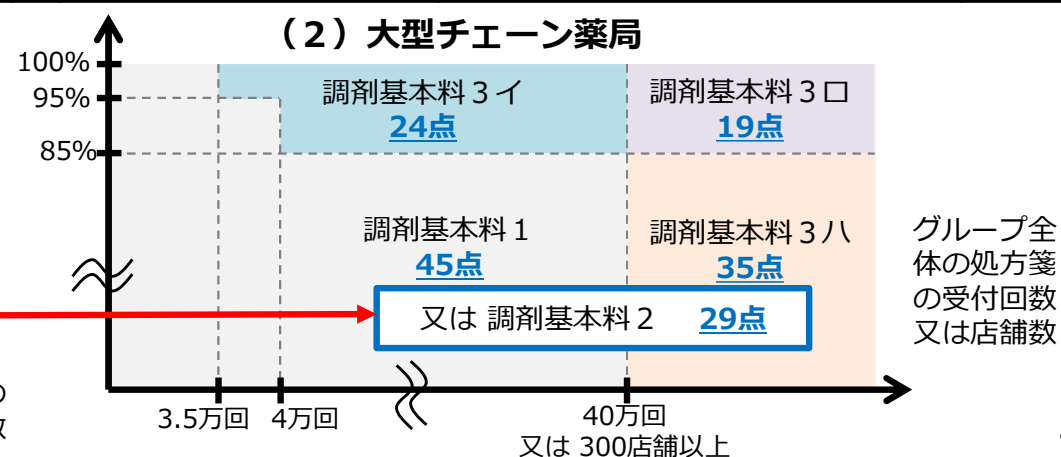 （２）大型チェーン薬局
100%
95%
85%
調剤基本料３イ
24点
調剤基本料３ロ
19点
調剤基本料１
45点
調剤基本料３ハ
35点
又は 調剤基本料２ 29点
グループ全
体の処方箋
の受付回数
又は店舗数
3.5万回 4万回
40万回
又は 300店舗以上
の